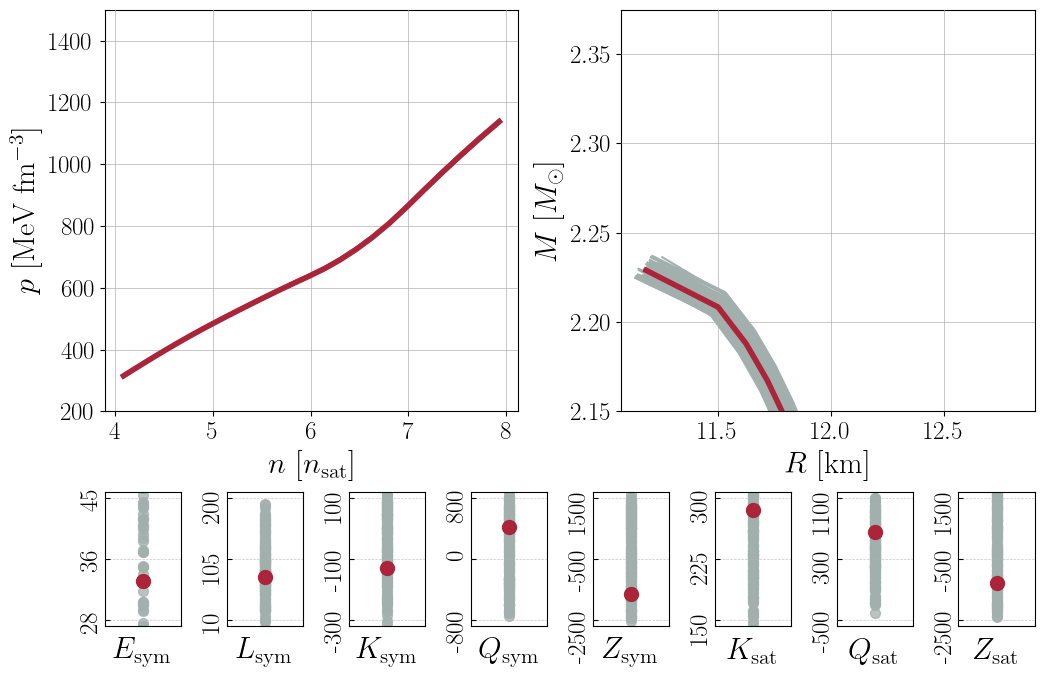 1400
1200
1000
800
600
400
200
p [MeV fm⁻³]
4 5 6 7 8
n [n_sat]
2.35
2.30
2.25
2.20
2.15
M [M_⊙]
11.5 12.0 12.5
R [km]
45 36 28
E_sym
200 105 10
L_sym
100 -100 -300
K_sym
800 0 -800
Q_sym
1500 -500 -2500
Z_sym
300 225 150
K_sat
1100 300 -500
Q_sat
1500 -500 -2500
Z_sat